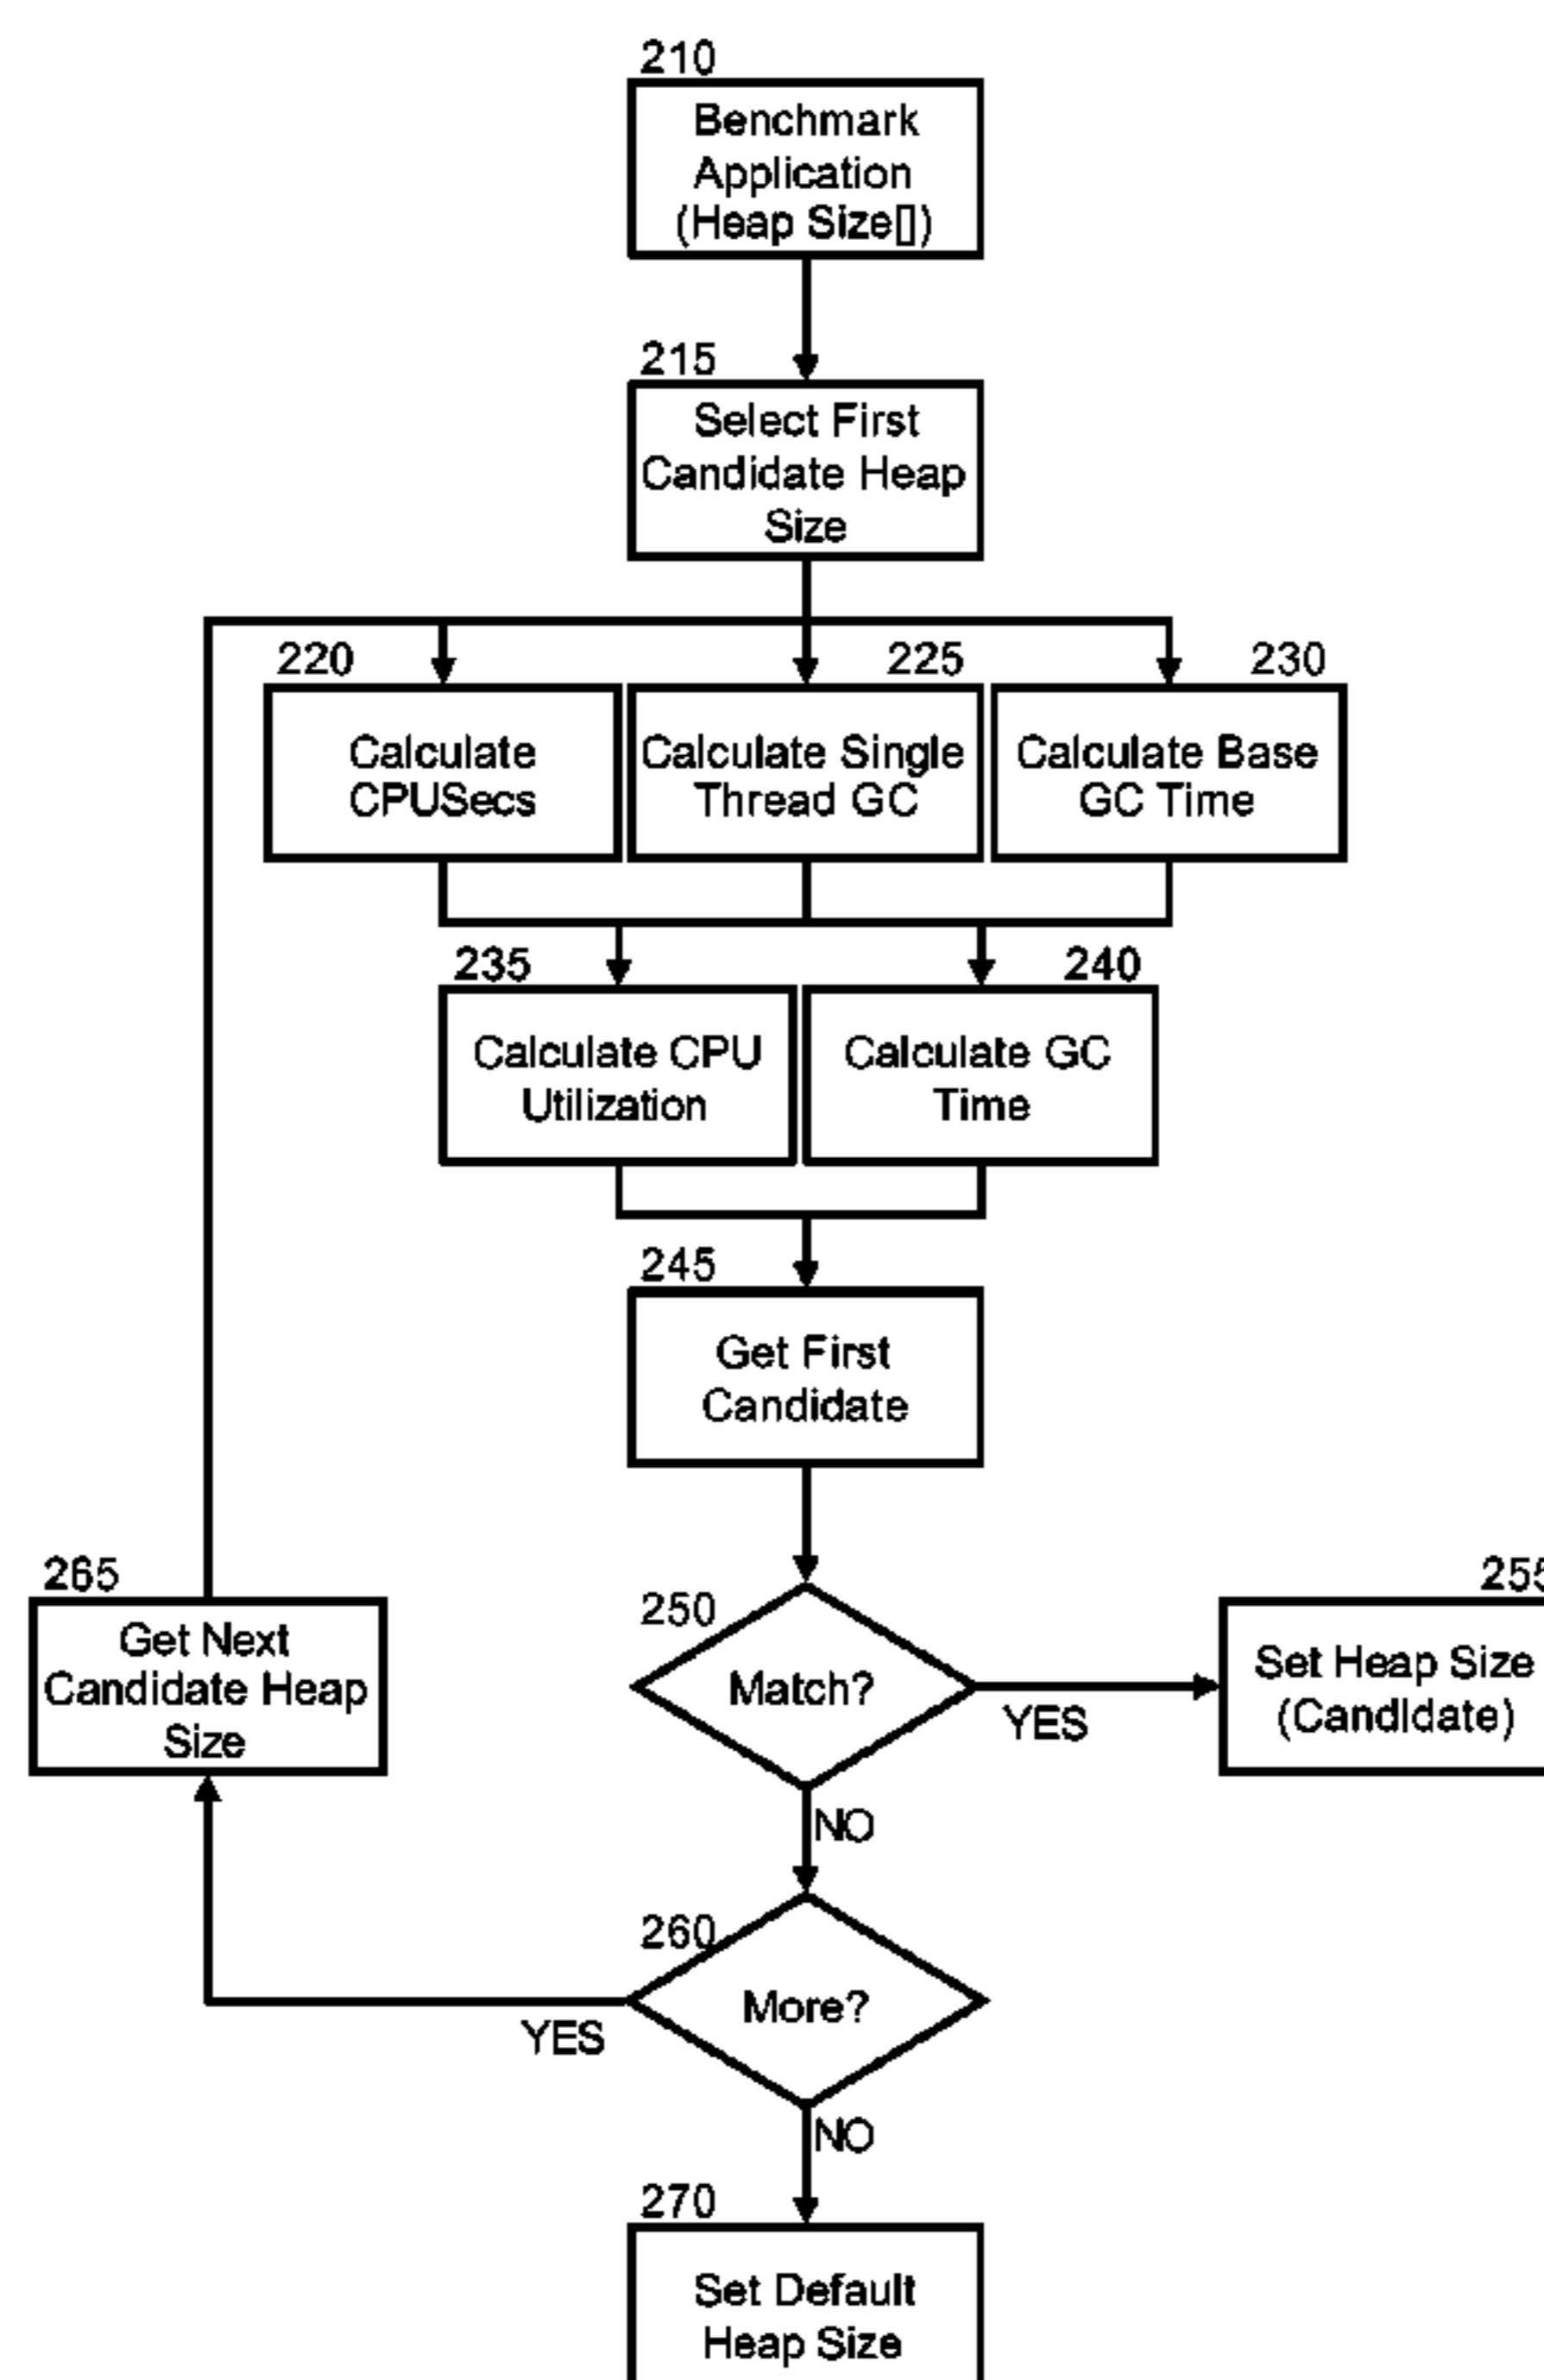 210
Benchmark
Application
(Heap Size[])
215
Select First
Candidate Heap
Size
220
Calculate
CPUSecs
225
Calculate Single
Thread GC
230
Calculate Base
GC Time
235
Calculate CPU
Utilization
240
Calculate GC
Time
245
Get First
Candidate
250
Match?
YES
NO
255
Set Heap Size
(Candidate)
260
More?
YES
NO
265
Get Next
Candidate Heap
Size
270
Set Default
Heap Size